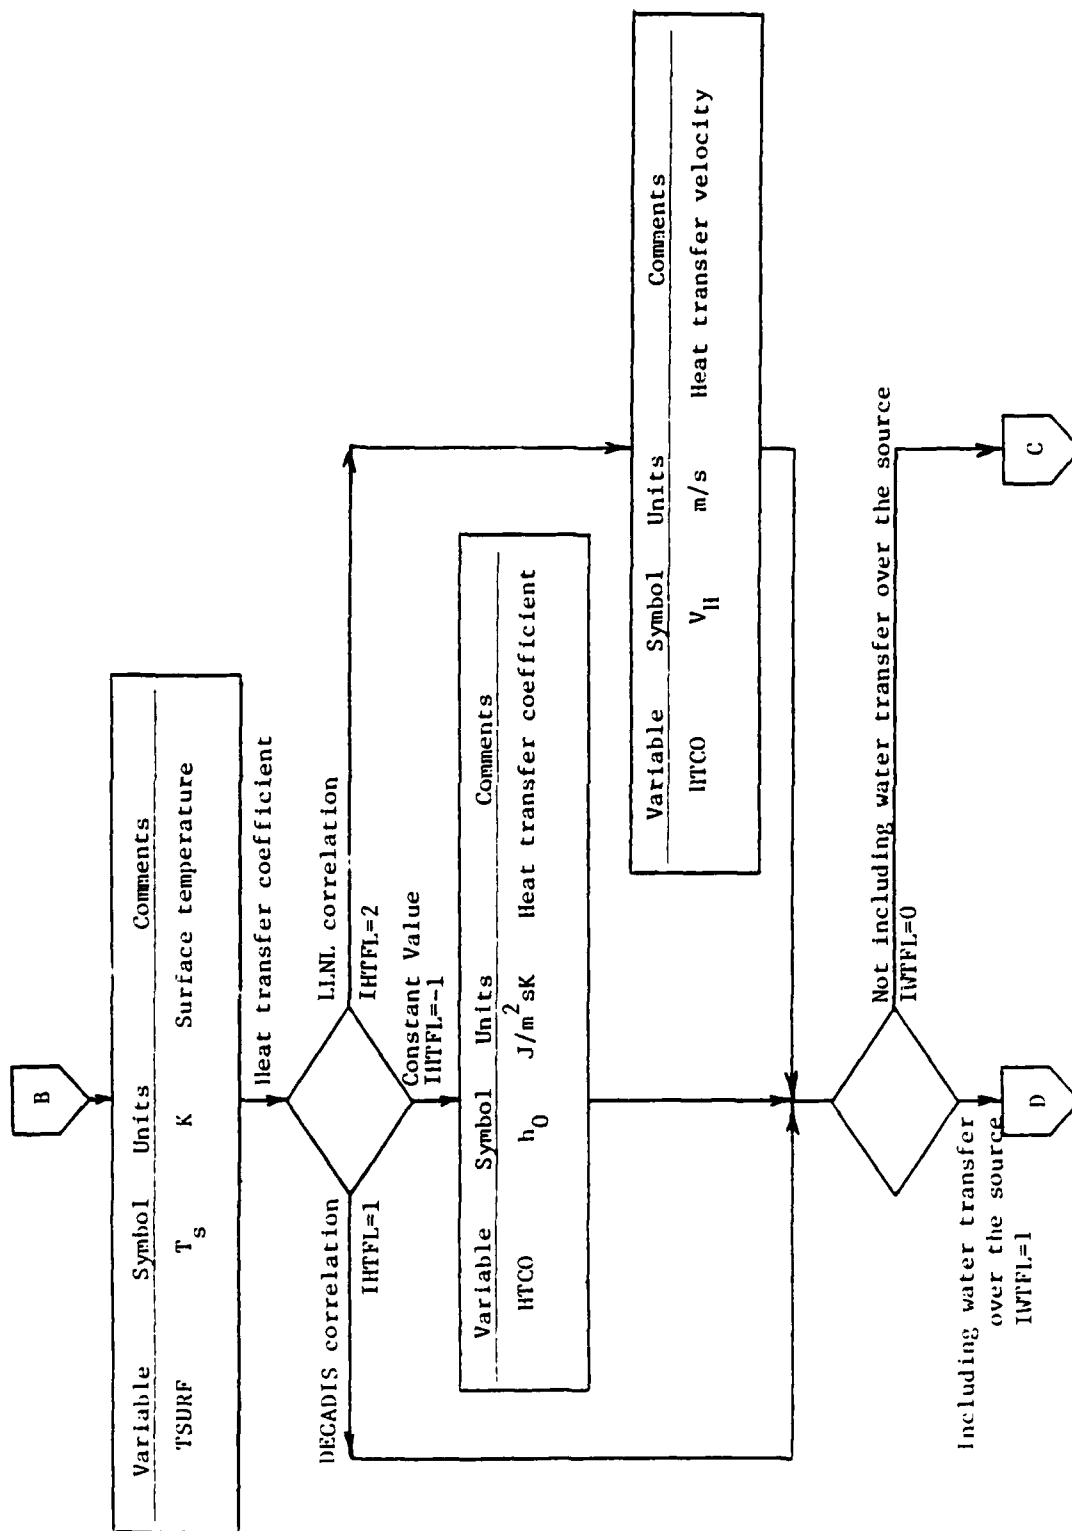 B
Variable Symbol Units Comments
TSURF T_s K Surface temperature
Heat transfer coefficient
DEGADIS correlation
IHTFL=1
LLNL correlation
IHTFL=2
Constant Value
IHTFL=-1
Variable Symbol Units Comments
HTCO h_0 J/m^2 sK Heat transfer coefficient
Variable Symbol Units Comments
HTCO V_H m/s Heat transfer velocity
Not including water transfer over the source
IWTFL=0
Including water transfer
over the source
IWTFL=1
D
C